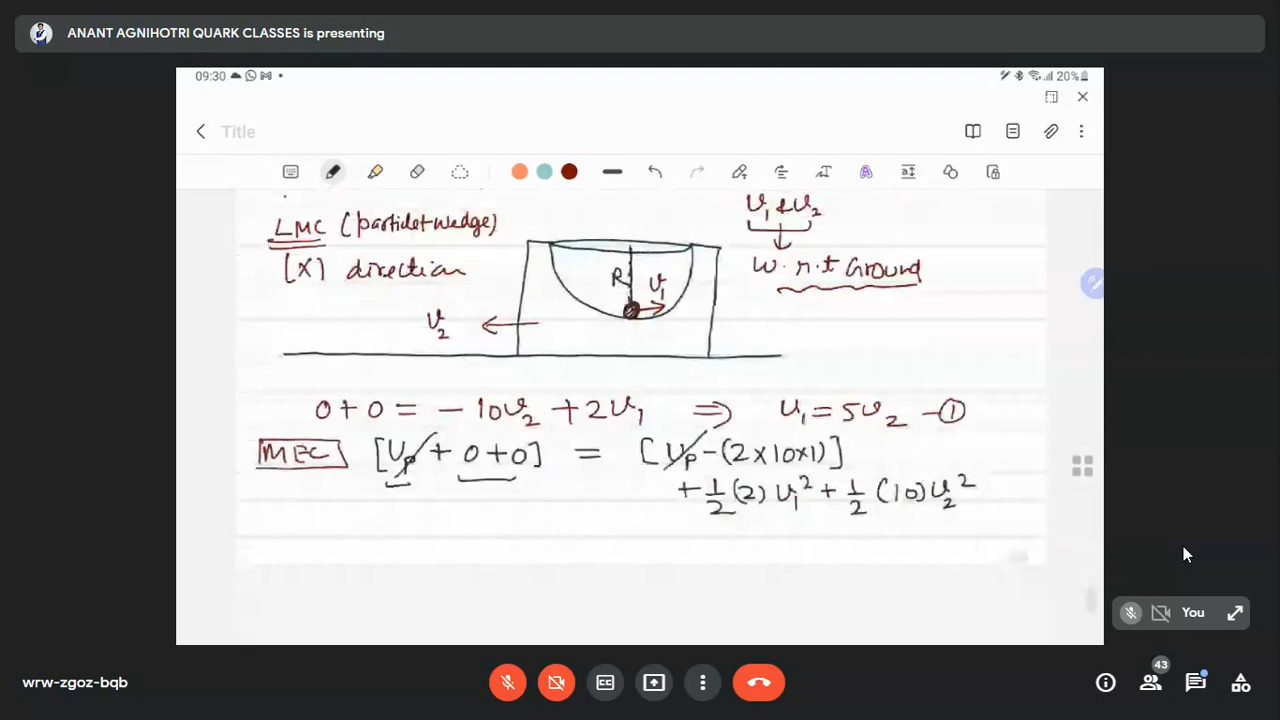 ANANT AGNIHOTRI QUARK CLASSES is presenting
09:30
20%
Title
LMC (particle+wedge)
(X) direction
v₁ & v₂
w.r.t Ground
R
v₁
v₂
0+0 = -10v₂ + 2v₁ ⇒ v₁ = 5v₂ -①
MEC [Up + 0+0] = [Up -(2×10×1)]
+ 1/2 (2) v₁² + 1/2 (10) v₂²
You
wrw-zgoz-bqb
43